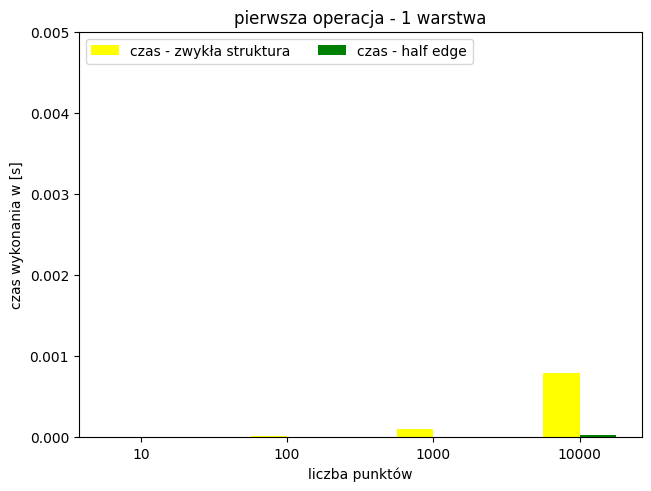 pierwsza operacja - 1 warstwa
czas - zwykła struktura
czas - half edge
czas wykonania w [s]
0.005
0.004
0.003
0.002
0.001
0.000
10
100
1000
10000
liczba punktów